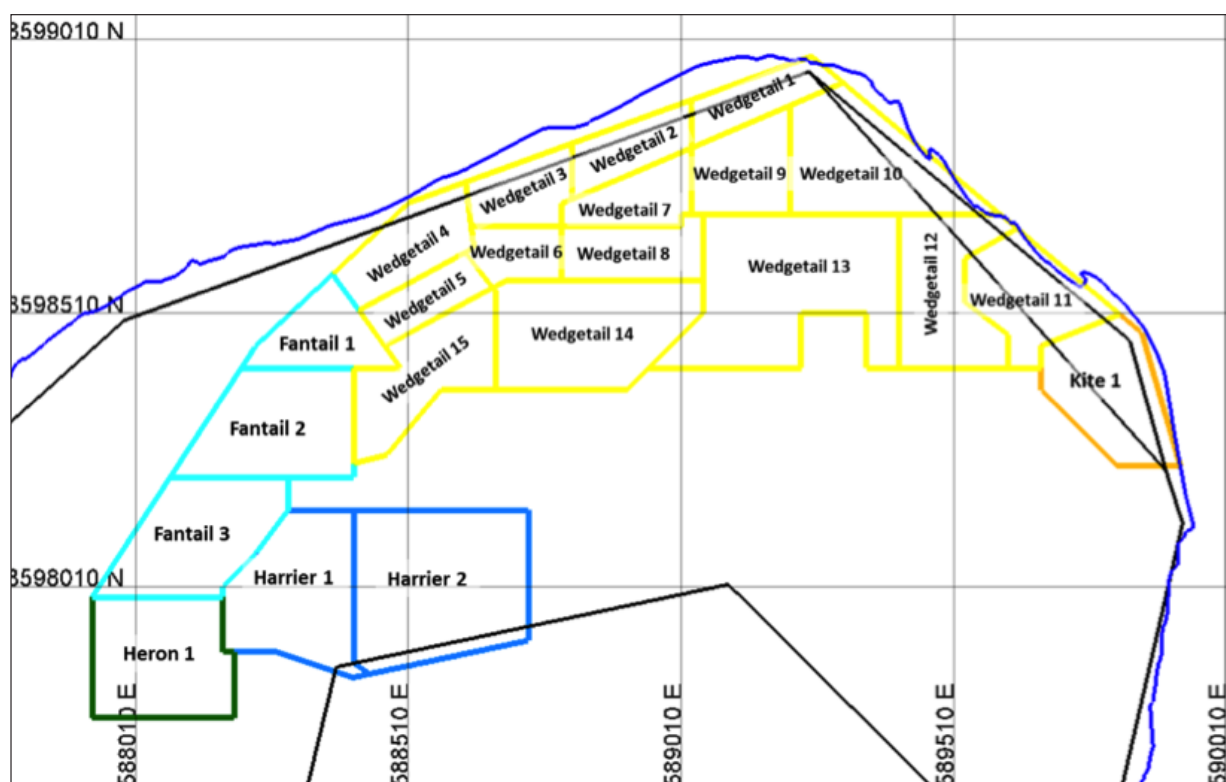 3599010 N
Wedgetail 1
Wedgetail 2
Wedgetail 3
Wedgetail 9
Wedgetail 10
Wedgetail 7
Wedgetail 4
Wedgetail 6
Wedgetail 8
Wedgetail 12
Wedgetail 13
Wedgetail 5
Wedgetail 11
3598510 N
Fantail 1
Wedgetail 14
Wedgetail 15
Kite 1
Fantail 2
Fantail 3
3598010 N
Harrier 1
Harrier 2
Heron 1
588010 E
588510 E
589010 E
589510 E
590010 E